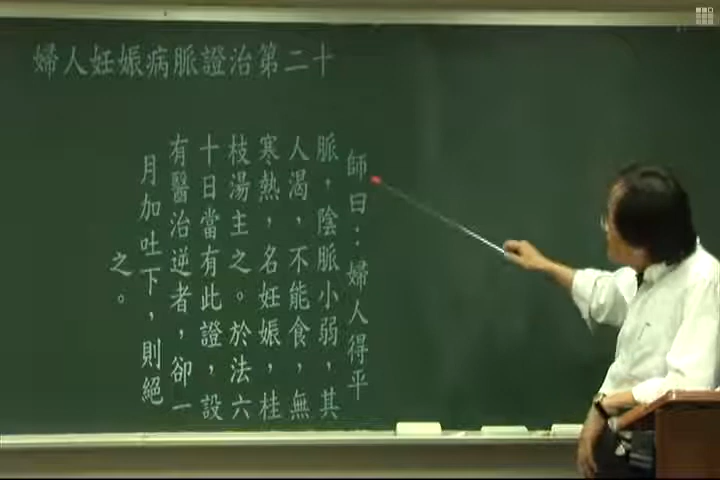 婦人妊娠病脈證治第二十
師曰：婦人得平
脈，陰脈小弱，其
人渴，不能食，無
寒熱，名妊娠，桂
枝湯主之。於法六
十日當有此證，設
有醫治逆者，卻一
月加吐下，則絕
之。